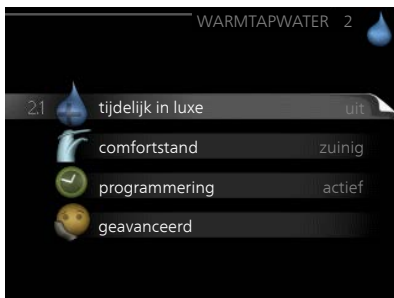 WARMTAPWATER 2
2.1 tijdelijk in luxe uit
comfortstand zuinig
programmering actief
geavanceerd